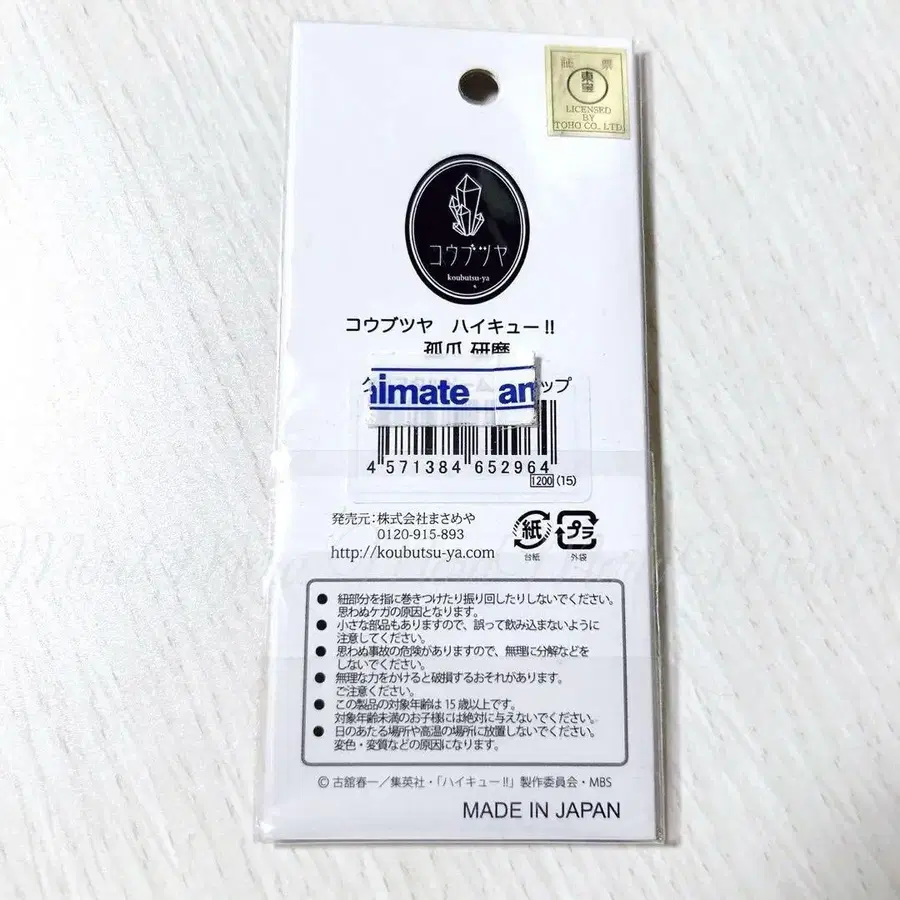 証 票
東宝
LICENSED
BY
TOHO CO., LTD.
コウブツヤ
koubutsu-ya
コウブツヤ ハイキュー!!
孤爪 研磨
ップ
imate an
4 571384 652964
1200 (15)
発売元:株式会社まさめや
0120-915-893
http://koubutsu-ya.com
紙
台紙
プラ
外袋
● 紐部分を指に巻きつけたり振り回したりしないでください。
思わぬケガの原因となります。
● 小さな部品もありますので、誤って飲み込まないように
注意してください。
● 思わぬ事故の危険がありますので、無理に分解などを
しないでください。
● 無理な力をかけると破損するおそれがあります。
ご注意ください。
● この製品の対象年齢は15歳以上です。
対象年齢未満のお子様には絶対に与えないでください。
● 日のあたる場所や高温の場所に放置しないでください。
変色・変質などの原因になります。
© 古舘春一/集英社・「ハイキュー!!」製作委員会・MBS
MADE IN JAPAN